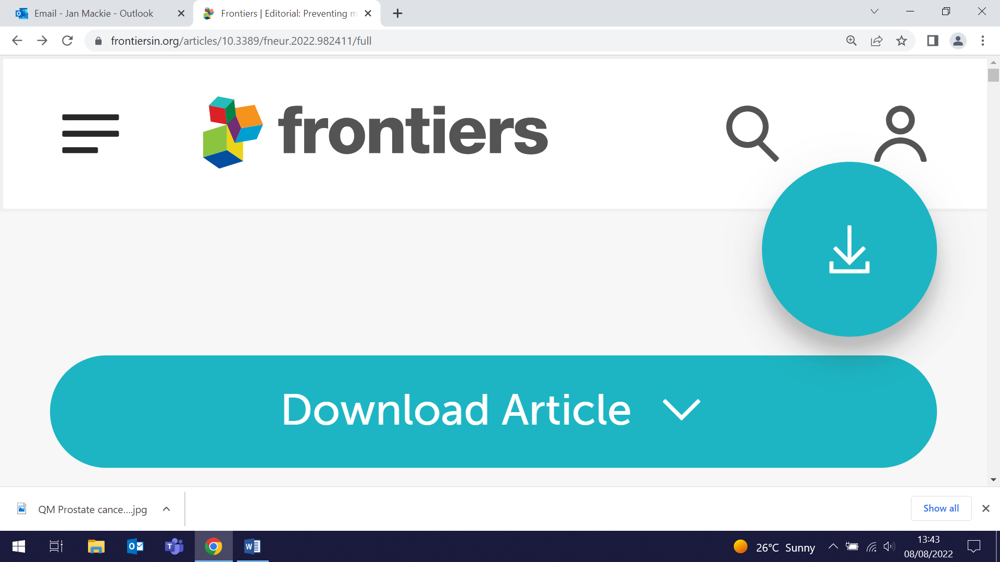 Email - Jan Mackie - Outlook
Frontiers | Editorial: Preventing m
frontiersin.org/articles/10.3389/fneur.2022.982411/full
frontiers
Download Article
QM Prostate cance....jpg
Show all
26°C Sunny
13:43
08/08/2022